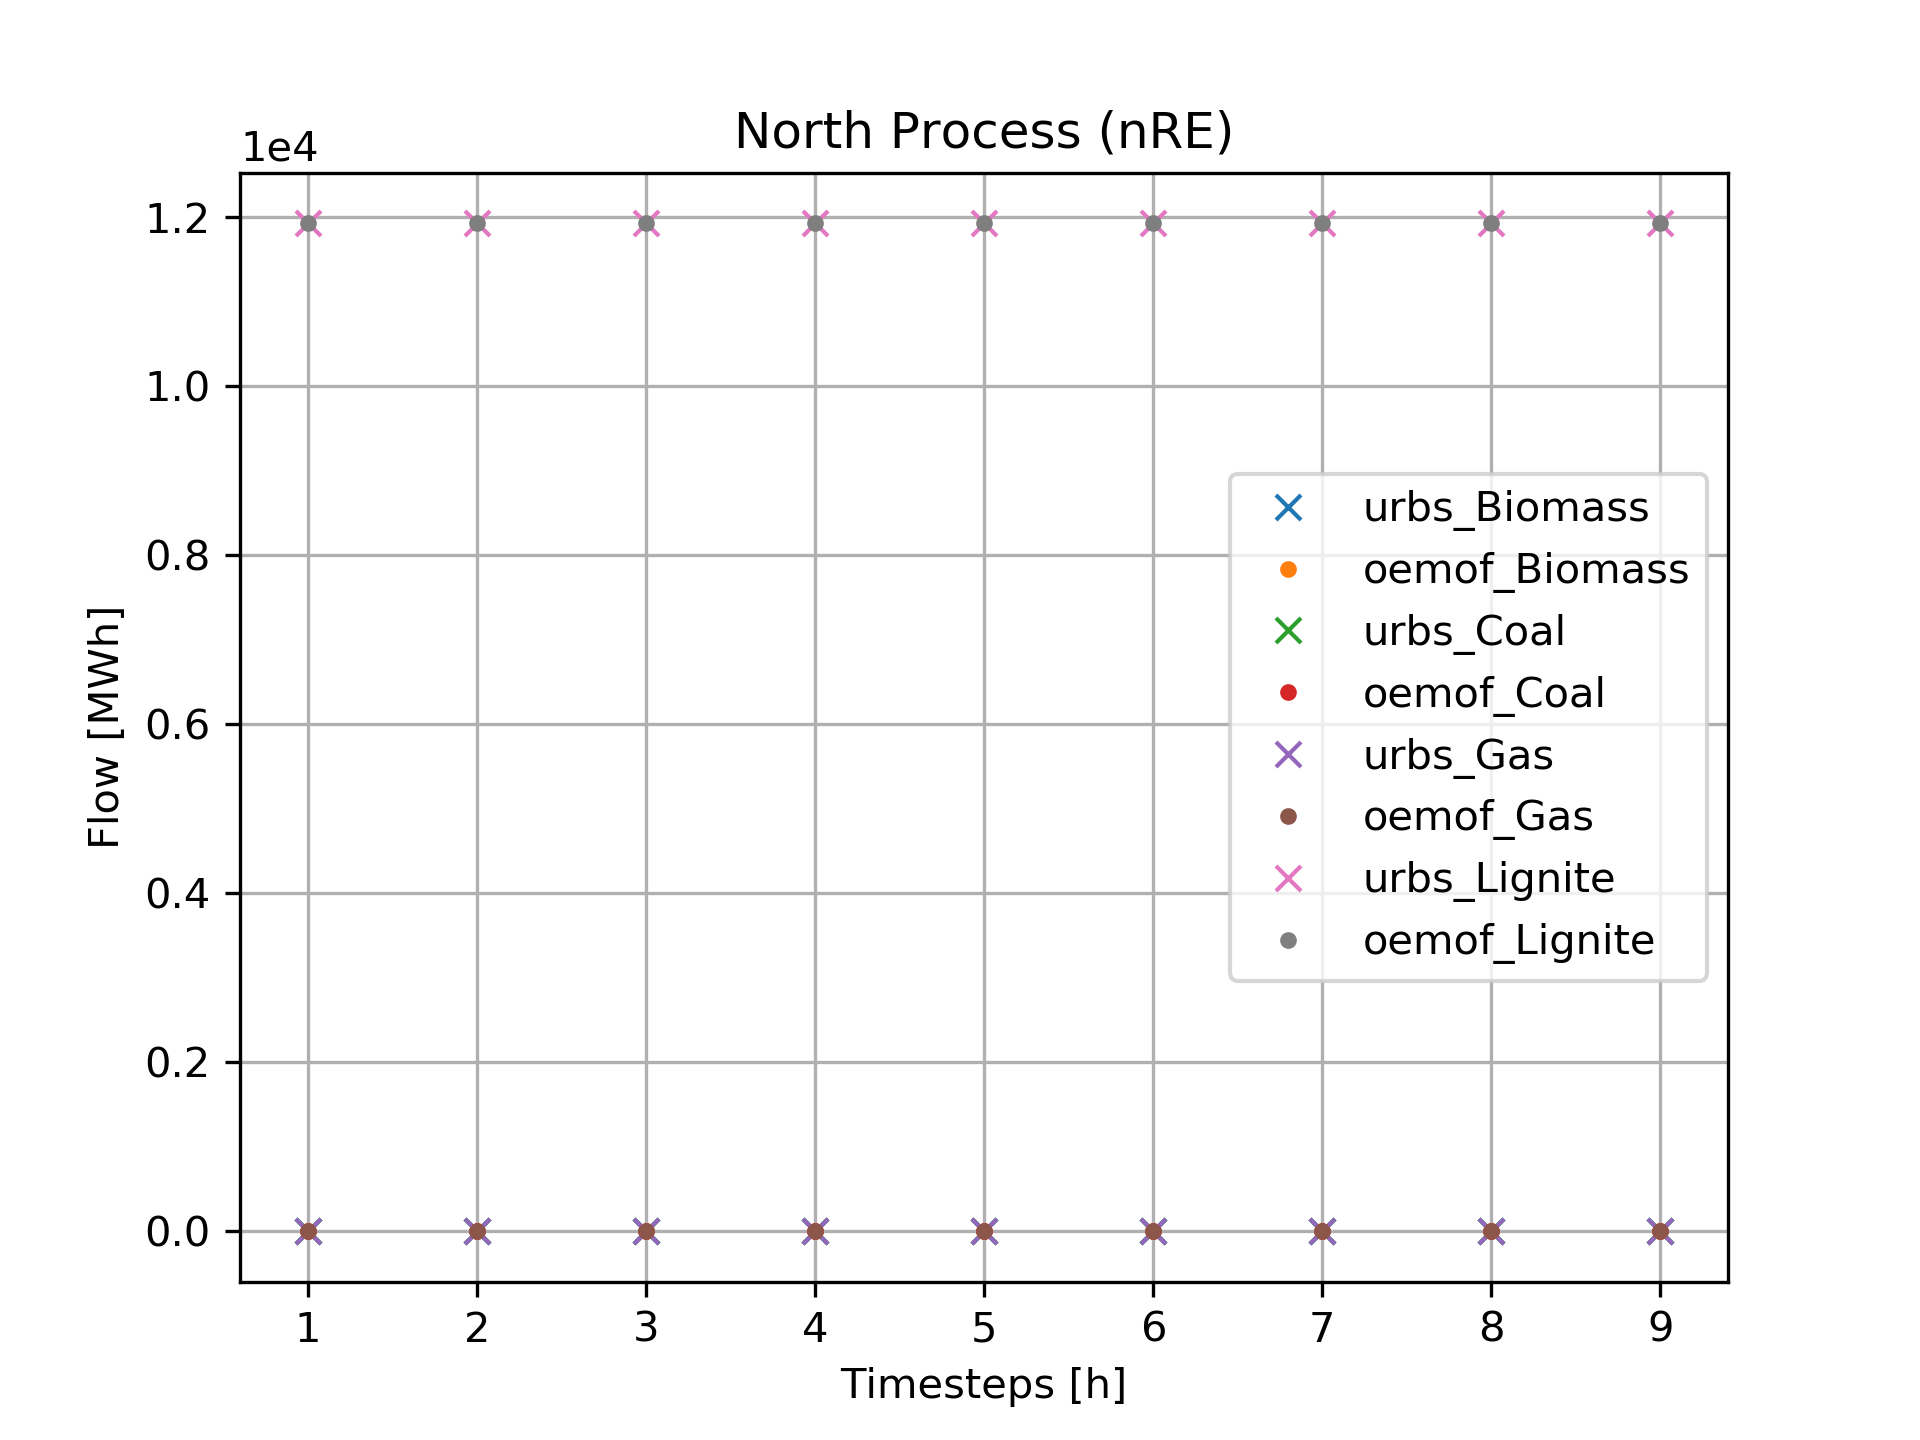 North Process (nRE)
1e4
1.2
1.0
0.8
0.6
0.4
0.2
0.0
Flow [MWh]
urbs_Biomass
oemof_Biomass
urbs_Coal
oemof_Coal
urbs_Gas
oemof_Gas
urbs_Lignite
oemof_Lignite
1 2 3 4 5 6 7 8 9
Timesteps [h]